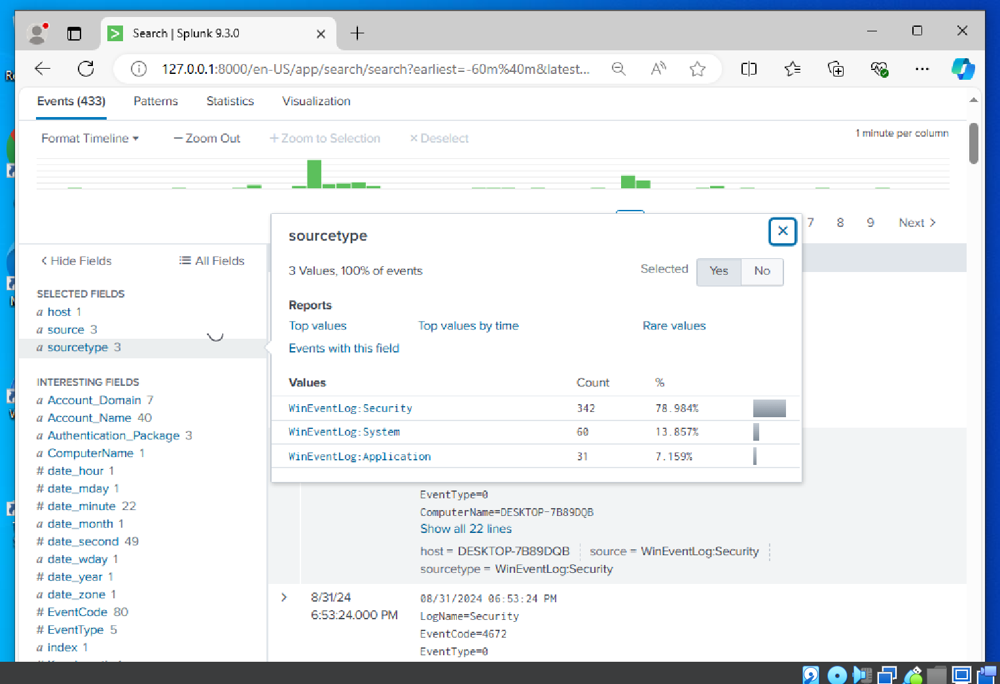 Search | Splunk 9.3.0
127.0.0.1:8000/en-US/app/search/search?earliest=-60m%40m&latest...
Events (433) Patterns Statistics Visualization
Format Timeline — Zoom Out + Zoom to Selection × Deselect
1 minute per column
7 8 9 Next >
< Hide Fields All Fields
SELECTED FIELDS
a host 1
a source 3
a sourcetype 3
INTERESTING FIELDS
a Account_Domain 7
a Account_Name 40
a Authentication_Package 3
a ComputerName 1
# date_hour 1
# date_mday 1
# date_minute 22
a date_month 1
# date_second 49
a date_wday 1
# date_year 1
a date_zone 1
# EventCode 80
# EventType 5
a index 1
sourcetype
3 Values, 100% of events
Selected Yes No
Reports
Top values Top values by time Rare values
Events with this field
Values Count %
WinEventLog:Security 342 78.984%
WinEventLog:System 60 13.857%
WinEventLog:Application 31 7.159%
EventType=0
ComputerName=DESKTOP-7B89DQB
Show all 22 lines
host = DESKTOP-7B89DQB source = WinEventLog:Security
sourcetype = WinEventLog:Security
> 8/31/24
6:53:24.000 PM
08/31/2024 06:53:24 PM
LogName=Security
EventCode=4672
EventType=0